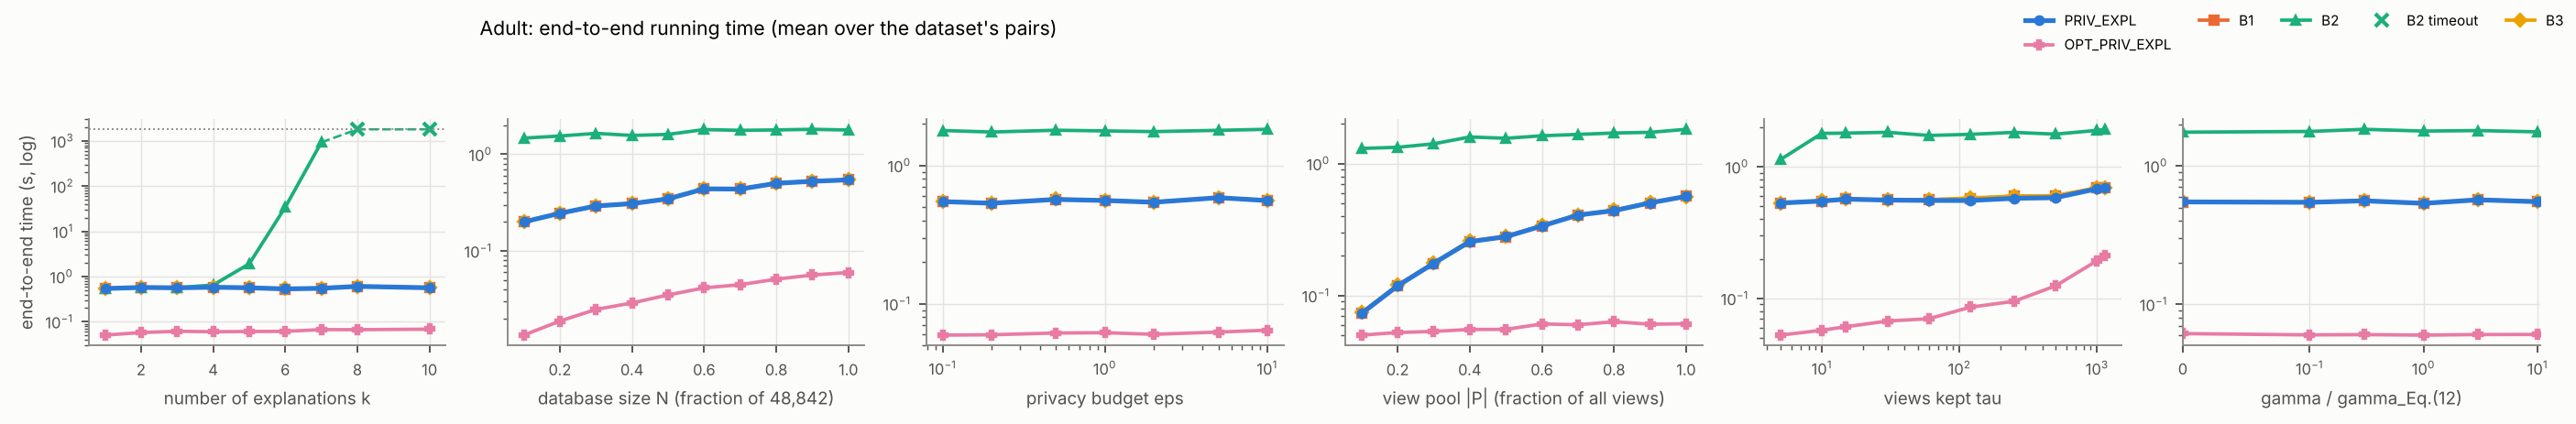 Adult: end-to-end running time (mean over the dataset's pairs)
PRIV_EXPL
B1
B2
B2 timeout
B3
OPT_PRIV_EXPL
end-to-end time (s, log)
10³
10²
10¹
10⁰
10⁻¹
2 4 6 8 10
number of explanations k
10⁰
10⁻¹
0.2 0.4 0.6 0.8 1.0
database size N (fraction of 48,842)
10⁰
10⁻¹
10⁻¹ 10⁰ 10¹
privacy budget eps
10⁰
10⁻¹
0.2 0.4 0.6 0.8 1.0
view pool |P| (fraction of all views)
10⁰
10⁻¹
10¹ 10² 10³
views kept tau
10⁰
10⁻¹
0 10⁻¹ 10⁰ 10¹
gamma / gamma_Eq.(12)